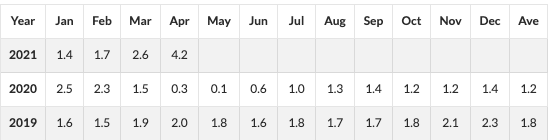 Year Jan Feb Mar Apr May Jun Jul Aug Sep Oct Nov Dec Ave
2021 1.4 1.7 2.6 4.2
2020 2.5 2.3 1.5 0.3 0.1 0.6 1.0 1.3 1.4 1.2 1.2 1.4 1.2
2019 1.6 1.5 1.9 2.0 1.8 1.6 1.8 1.7 1.7 1.8 2.1 2.3 1.8